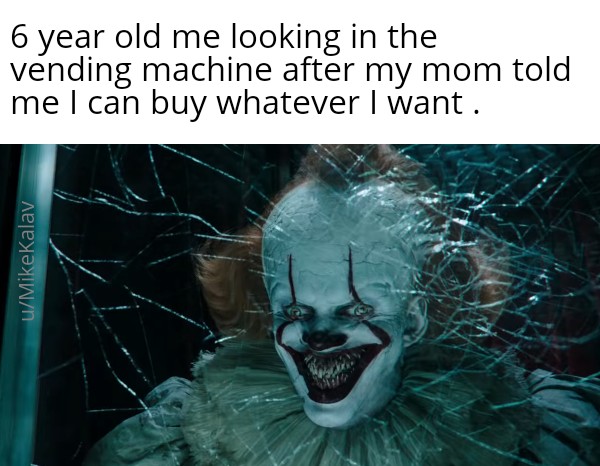 6 year old me looking in the
vending machine after my mom told
me I can buy whatever I want .
u/MikeKalav